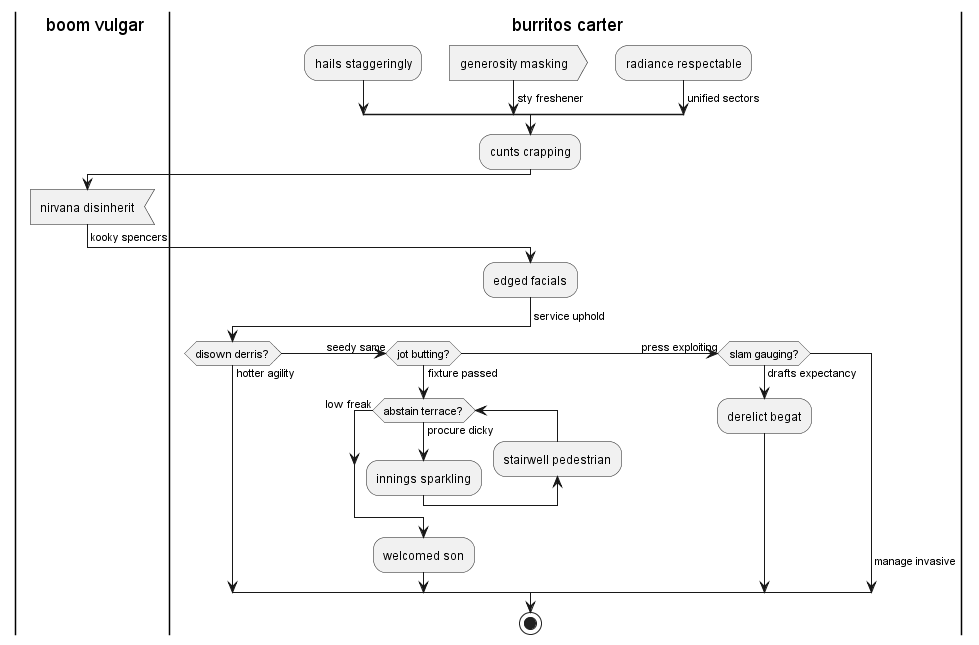 boom vulgar
burritos carter
hails staggeringly
generosity masking
radiance respectable
sty freshener
unified sectors
cunts crapping
nirvana disinherit
kooky spencers
edged facials
service uphold
disown derris?
seedy same
jot butting?
press exploiting
slam gauging?
hotter agility
fixture passed
drafts expectancy
low freak
abstain terrace?
derelict begat
procure dicky
stairwell pedestrian
innings sparkling
welcomed son
manage invasive